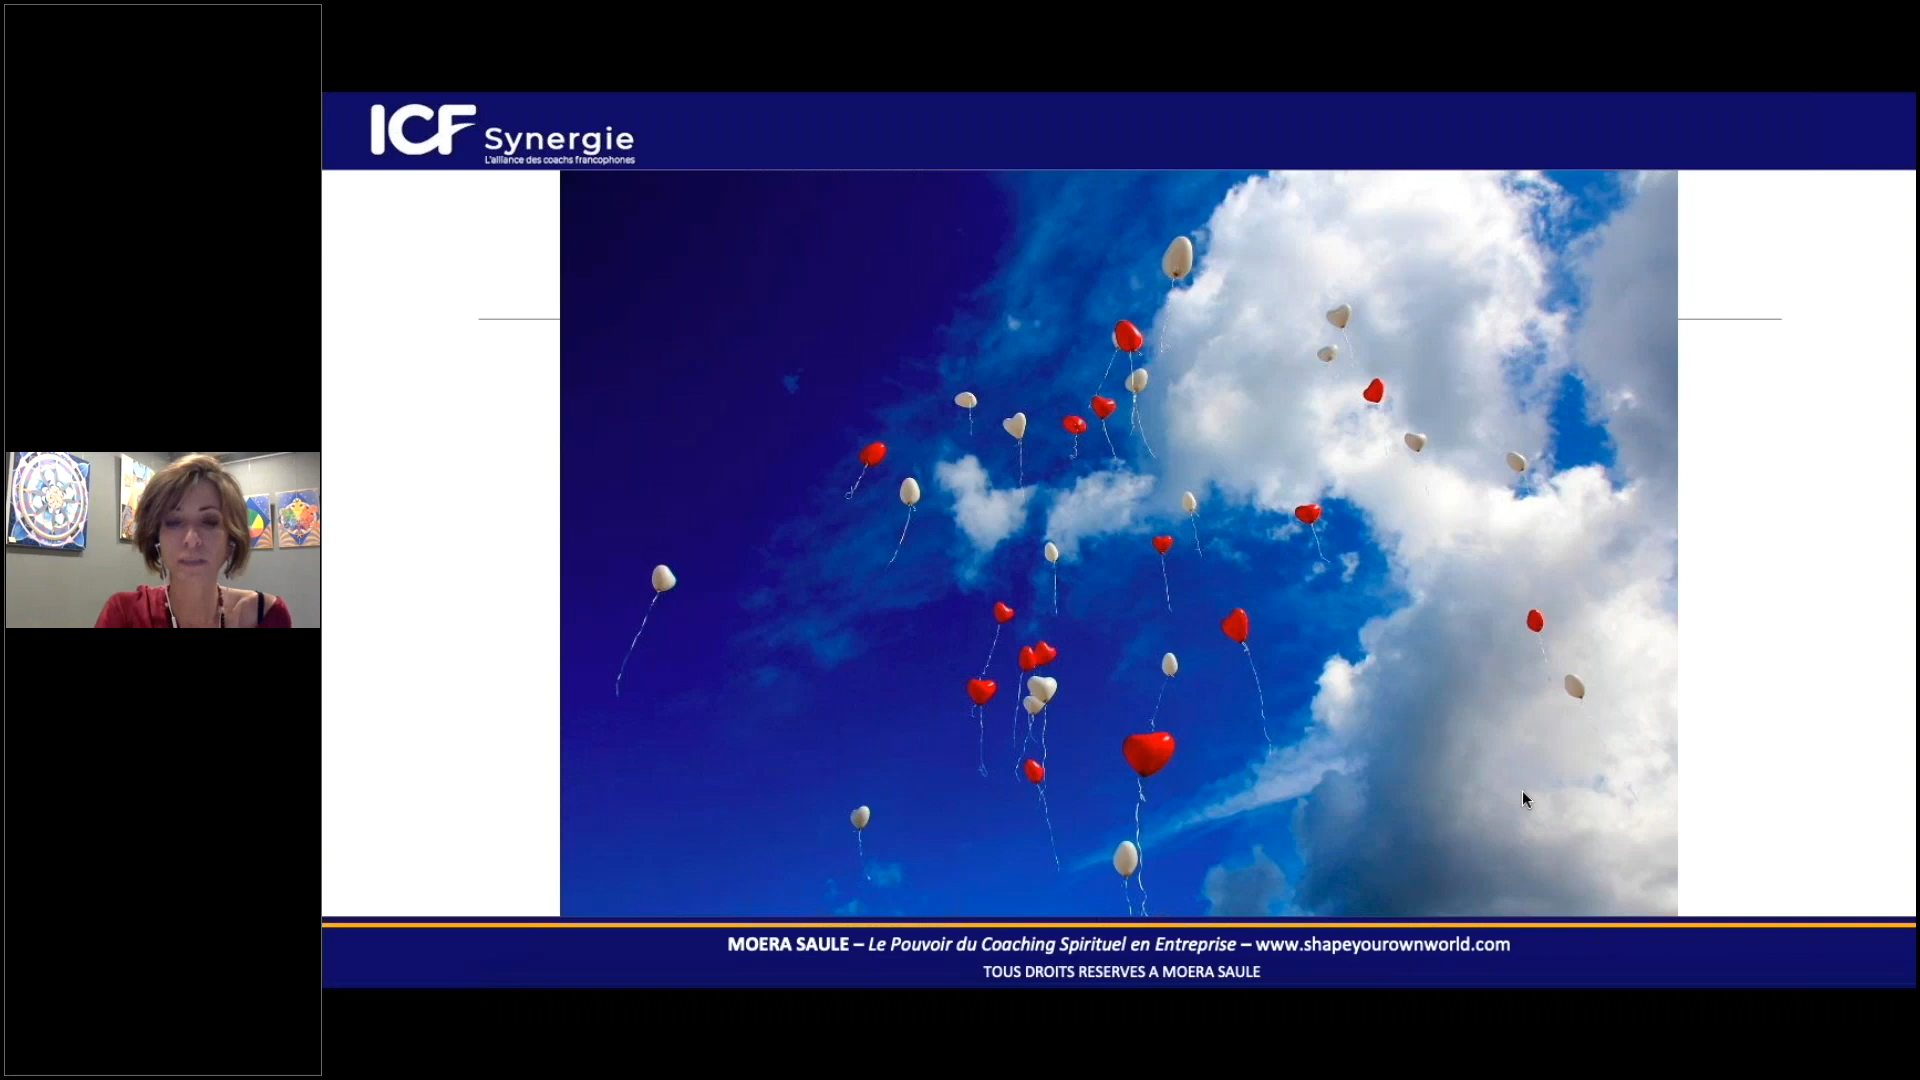 ICF Synergie
L'alliance des coachs francophones
MOERA SAULE – Le Pouvoir du Coaching Spirituel en Entreprise – www.shapeyourownworld.com
TOUS DROITS RESERVES A MOERA SAULE